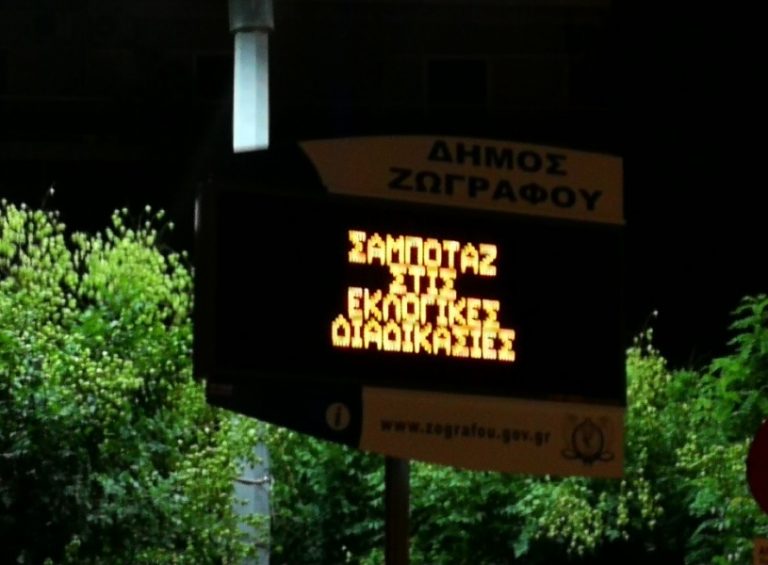 ΔΗΜΟΣ
ΖΩΓΡΑΦΟΥ
ΣΑΜΠΟΤΑΖ
ΣΤΙΣ
ΕΚΛΟΓΙΚΕΣ
ΔΙΑΔΙΚΑΣΙΕΣ
i www.zografou.gov.gr